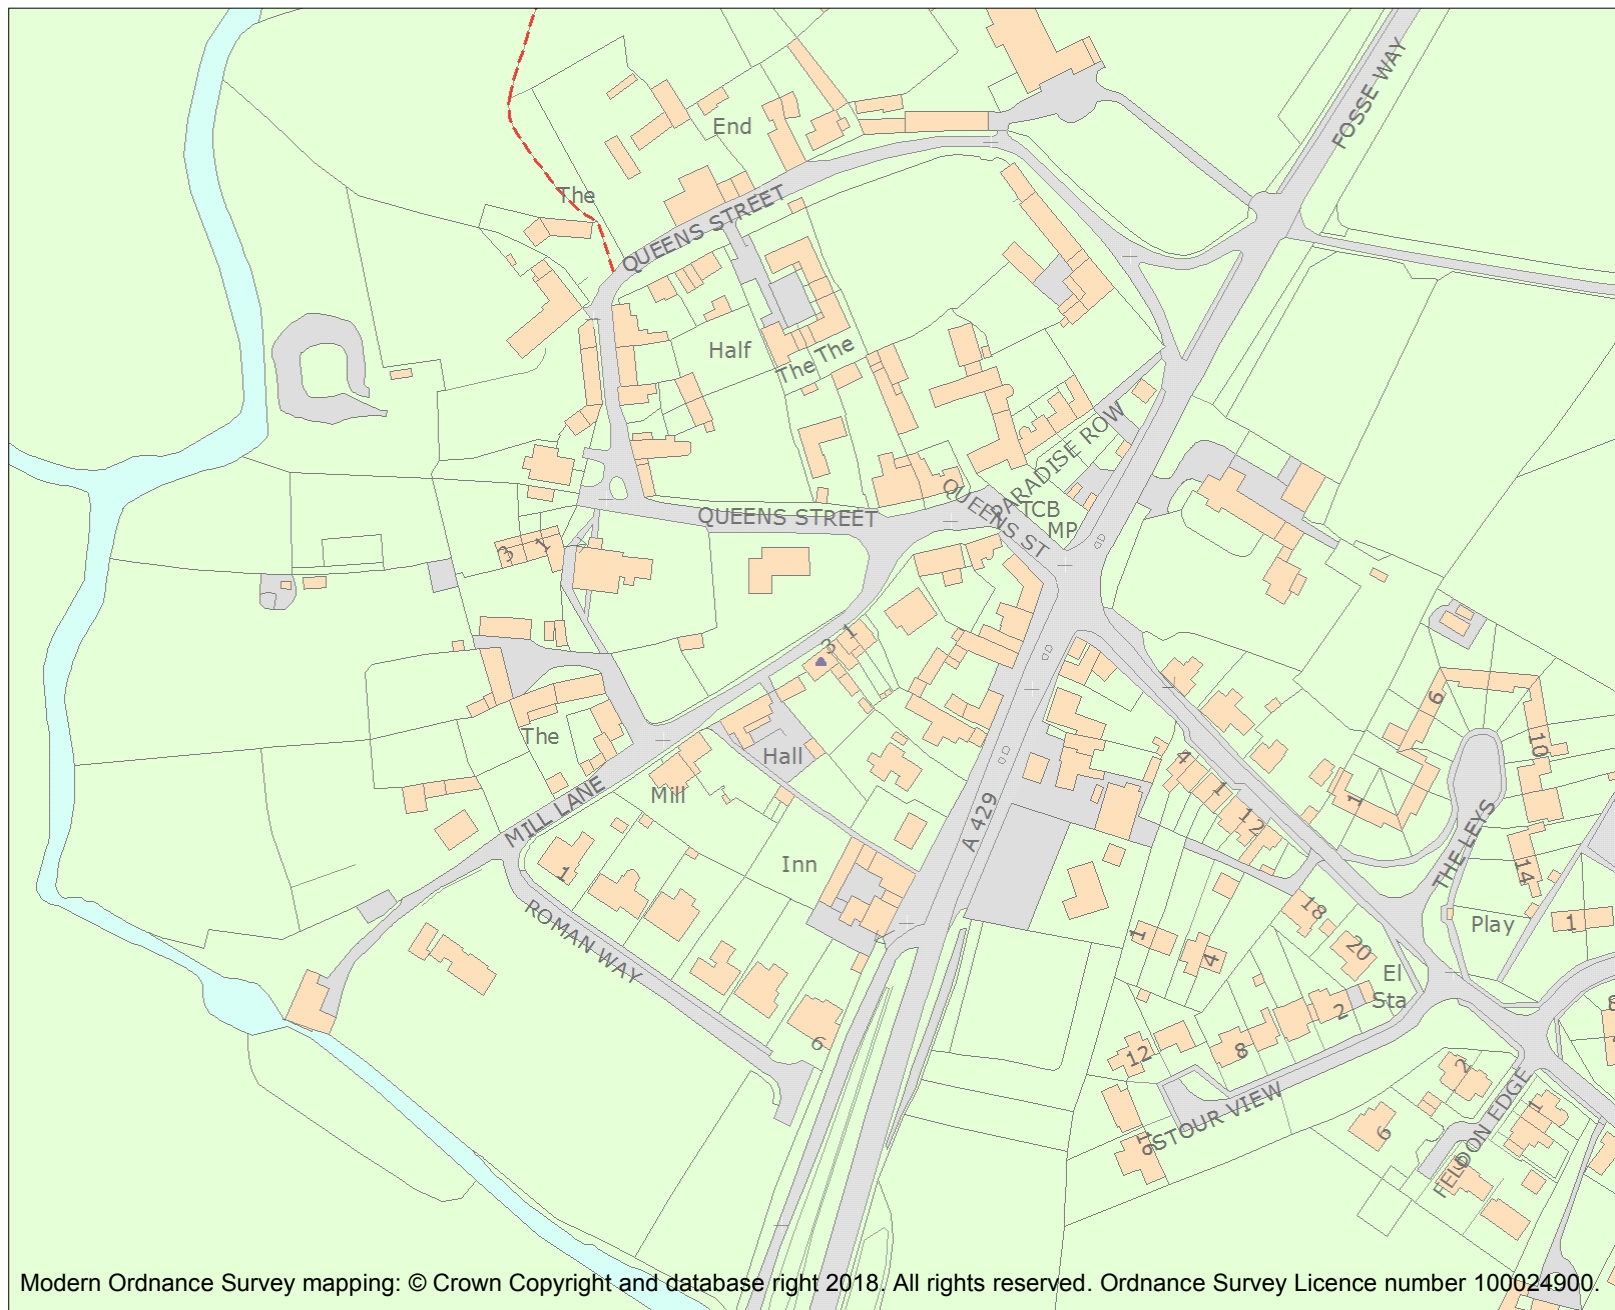 FOSSE WAY
End
The
QUEENS STREET
Half
The
The
PARADISE ROW
QUEENS STREET
QUEENS ST
TCB
MP
3
1
3
1
6
10
The
Hall
4
1
12
1
Mill
MILL LANE
A 429
THE LEYS
Inn
14
1
ROMAN WAY
18
Play
1
1
4
20
El
Sta
2
6
8
12
8
2
STOUR VIEW
16
FELDON EDGE
1
6
Modern Ordnance Survey mapping: © Crown Copyright and database right 2018. All rights reserved. Ordnance Survey Licence number 100024900.